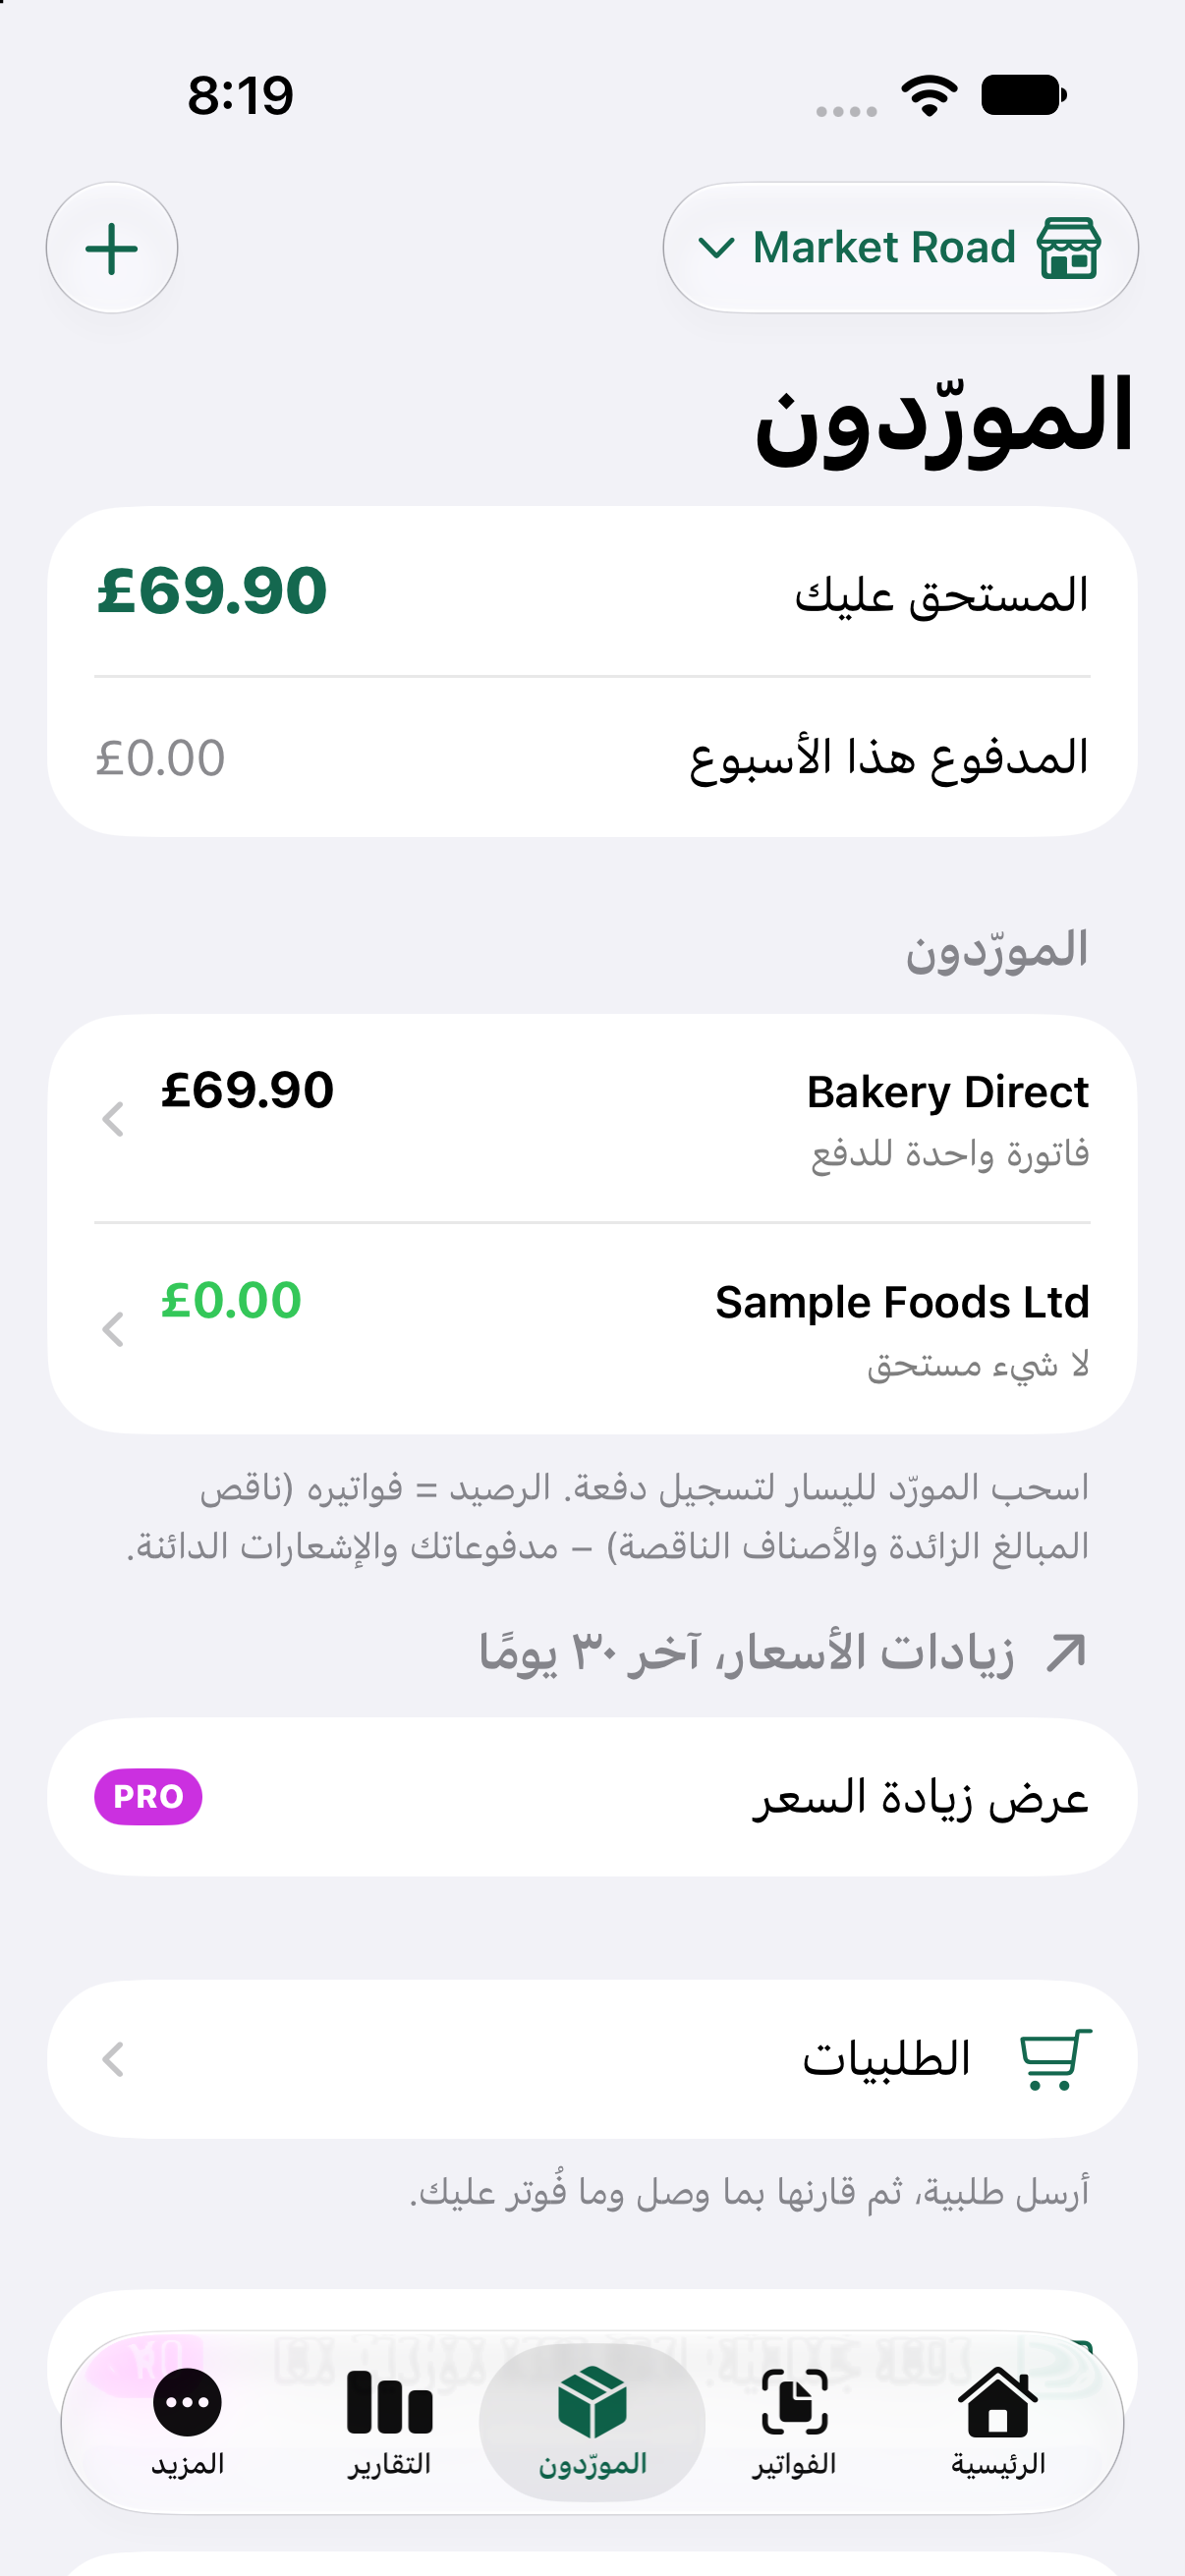 8:19
Market Road
المورّدون
المستحق عليك
£69.90
المدفوع هذا الأسبوع
£0.00
المورّدون
Bakery Direct
£69.90
فاتورة واحدة للدفع
Sample Foods Ltd
£0.00
لا شيء مستحق
اسحب المورّد لليسار لتسجيل دفعة. الرصيد = فواتيره (ناقص
المبالغ الزائدة والأصناف الناقصة) – مدفوعاتك والإشعارات الدائنة.
زيادات الأسعار، آخر ٣٠ يومًا
عرض زيادة السعر
PRO
الطلبيات
أرسل طلبية، ثم قارنها بما وصل وما فُوتر عليك.
الرئيسية
الفواتير
المورّدون
التقارير
المزيد